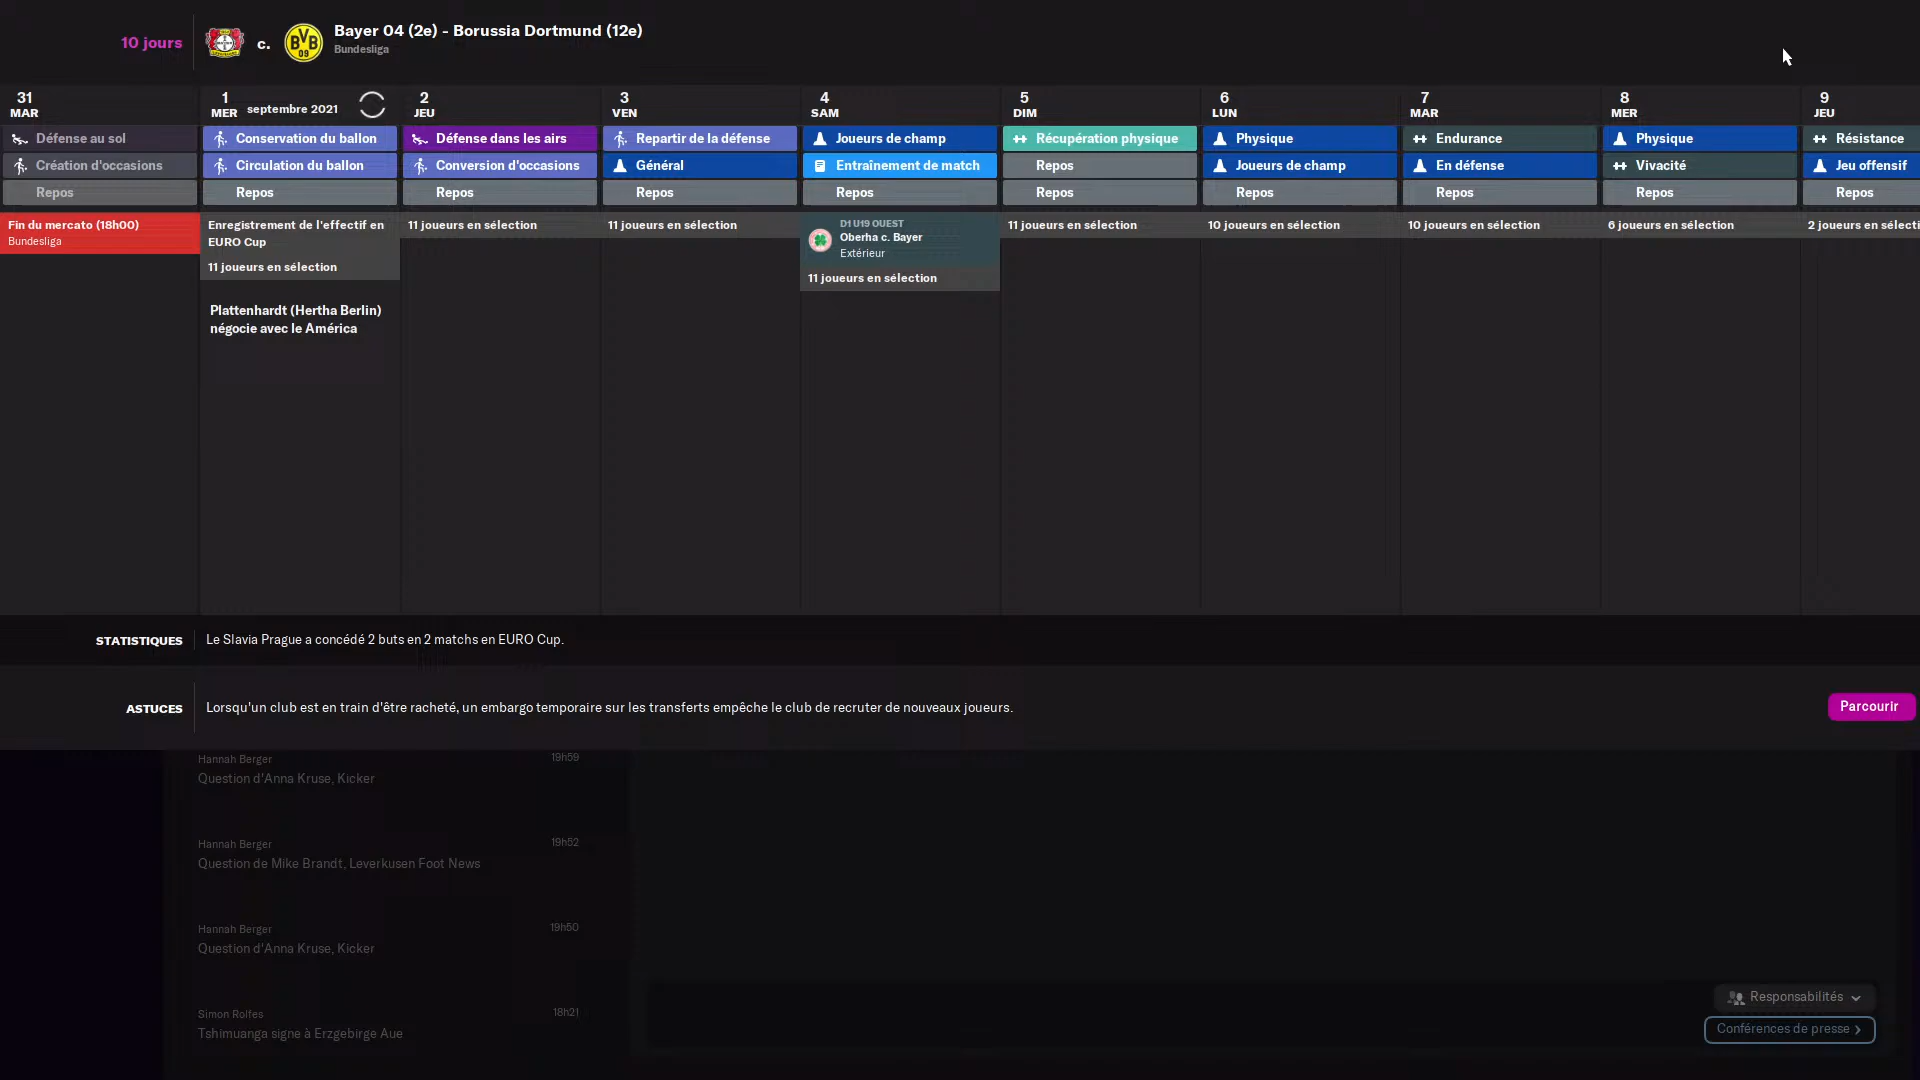 10 jours
c.
BVB
09
Bayer 04 (2e) - Borussia Dortmund (12e)
Bundesliga
31
MAR
1
MER septembre 2021
2
JEU
3
VEN
4
SAM
5
DIM
6
LUN
7
MAR
8
MER
9
JEU
Défense au sol
Conservation du ballon
Défense dans les airs
Repartir de la défense
Joueurs de champ
Récupération physique
Physique
Endurance
Physique
Résistance
Création d'occasions
Circulation du ballon
Conversion d'occasions
Général
Entraînement de match
Repos
Joueurs de champ
En défense
Vivacité
Jeu offensif
Repos
Repos
Repos
Repos
Repos
Repos
Repos
Repos
Repos
Repos
Fin du mercato (18h00)
Bundesliga
Enregistrement de l'effectif en
EURO Cup
11 joueurs en sélection
Plattenhardt (Hertha Berlin)
négocie avec le América
11 joueurs en sélection
11 joueurs en sélection
D1 U19 OUEST
Oberha c. Bayer
Extérieur
11 joueurs en sélection
11 joueurs en sélection
10 joueurs en sélection
10 joueurs en sélection
6 joueurs en sélection
2 joueurs en sélecti
STATISTIQUES
Le Slavia Prague a concédé 2 buts en 2 matchs en EURO Cup.
ASTUCES
Lorsqu'un club est en train d'être racheté, un embargo temporaire sur les transferts empêche le club de recruter de nouveaux joueurs.
Parcourir
Hannah Berger 19h59
Question d'Anna Kruse, Kicker
Hannah Berger 19h52
Question de Mike Brandt, Leverkusen Foot News
Hannah Berger 19h50
Question d'Anna Kruse, Kicker
Simon Rolfes 18h21
Tshimuanga signe à Erzgebirge Aue
Responsabilités
Conférences de presse